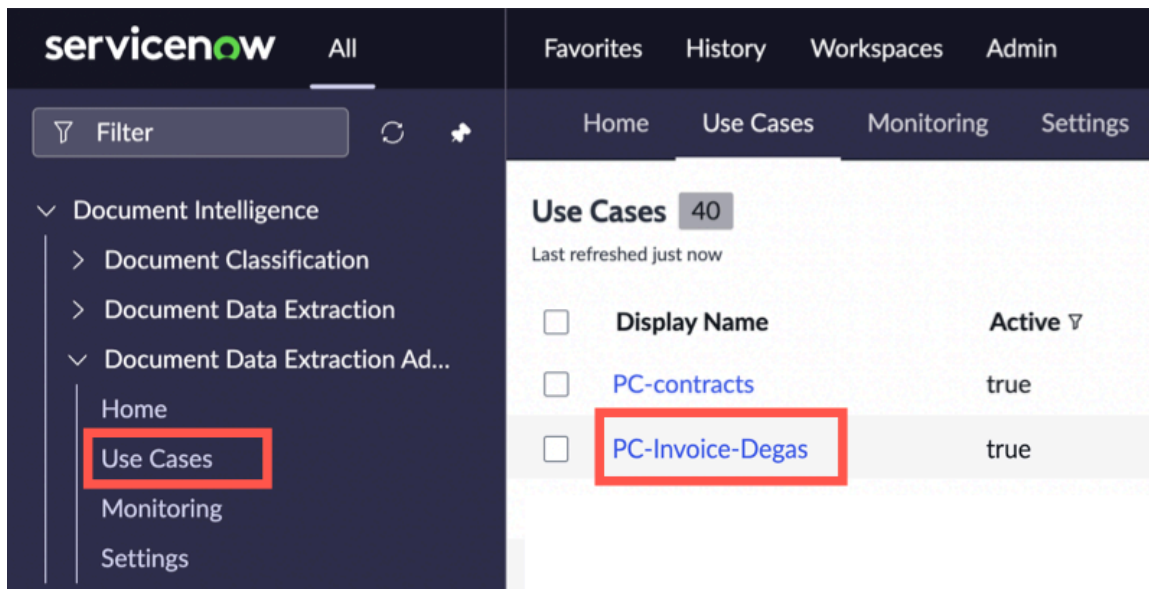 servicenow All Favorites History Workspaces Admin
Filter
Home Use Cases Monitoring Settings
Document Intelligence
Document Classification
Document Data Extraction
Document Data Extraction Ad...
Home
Use Cases
Monitoring
Settings
Use Cases 40
Last refreshed just now
Display Name Active
PC-contracts true
PC-Invoice-Degas true